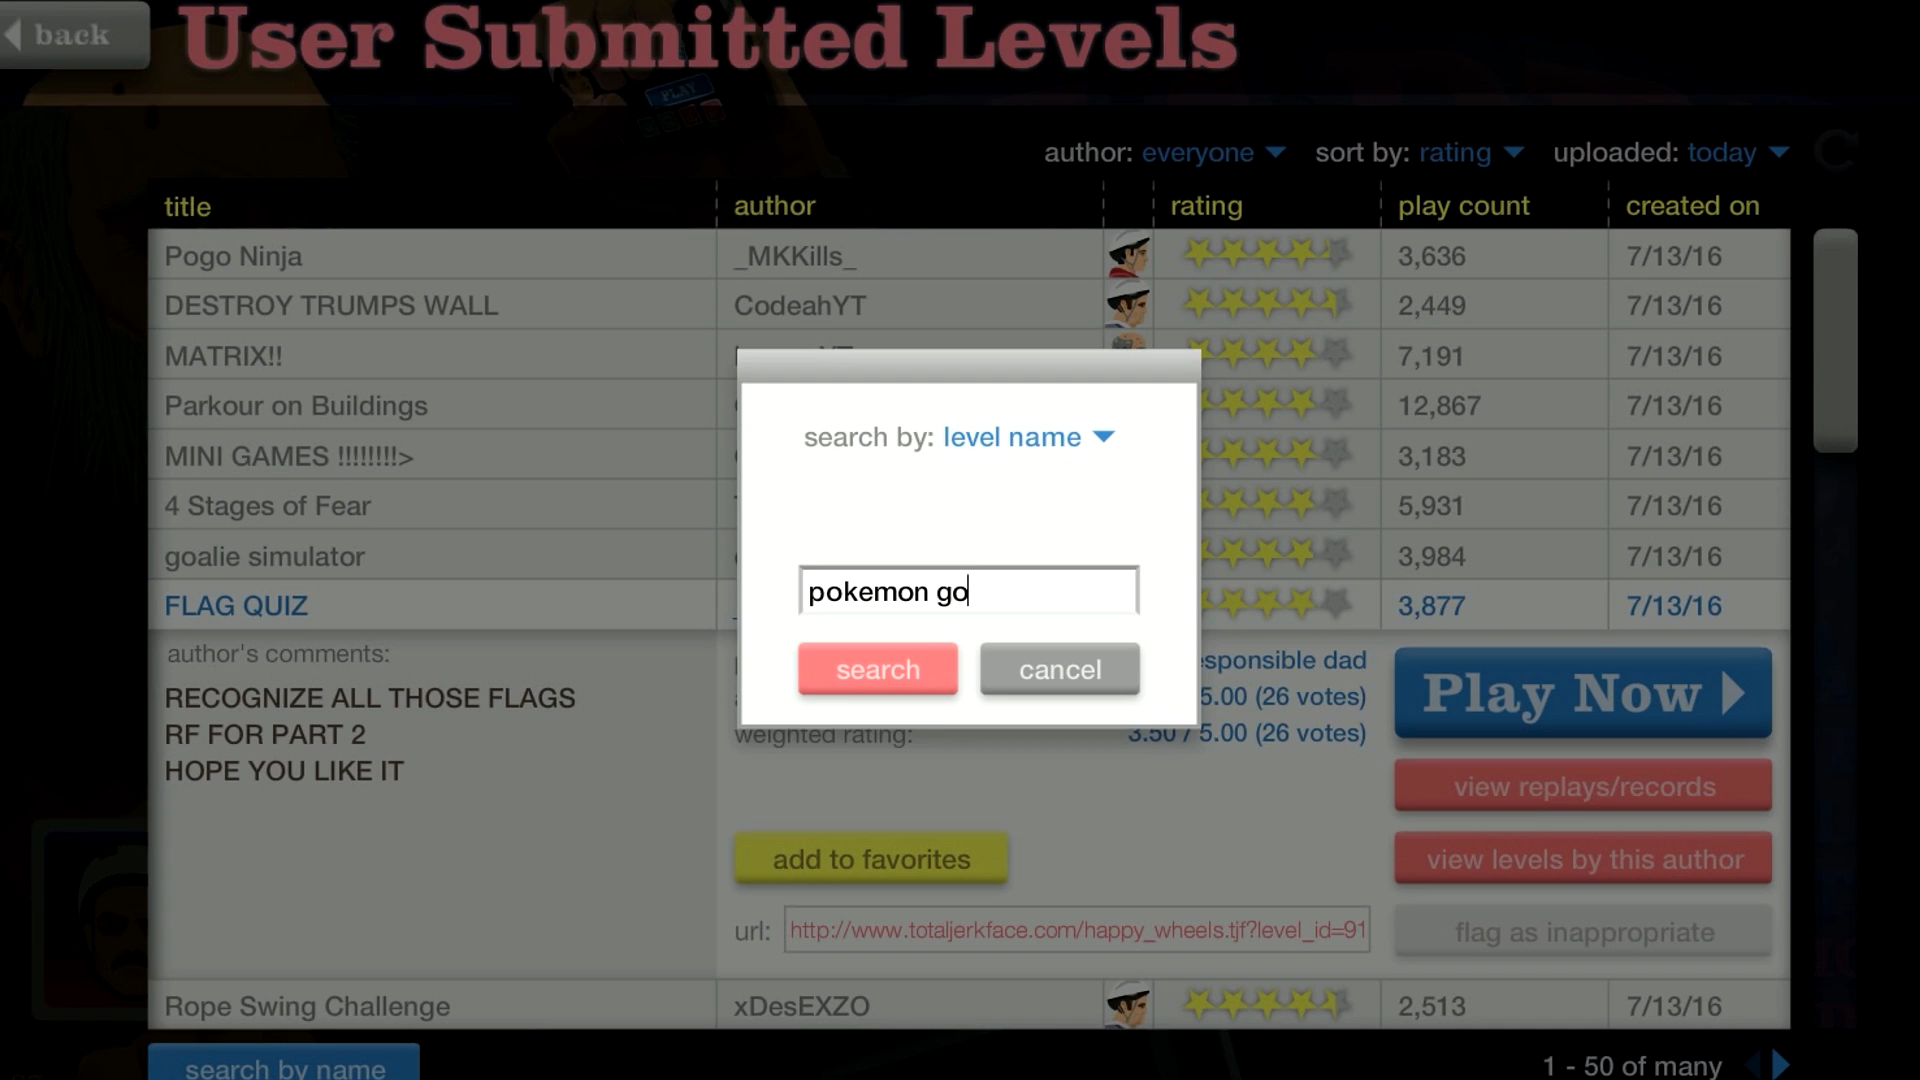 back
User Submitted Levels
PLAY
author: everyone sort by: rating uploaded: today
title author rating play count created on
Pogo Ninja _MKKills_ 3,636 7/13/16
DESTROY TRUMPS WALL CodeahYT 2,449 7/13/16
MATRIX!! 7,191 7/13/16
Parkour on Buildings 12,867 7/13/16
MINI GAMES !!!!!!!!> 3,183 7/13/16
4 Stages of Fear 5,931 7/13/16
goalie simulator 3,984 7/13/16
FLAG QUIZ 3,877 7/13/16
search by: level name
pokemon go
search cancel
author's comments:
RECOGNIZE ALL THOSE FLAGS
RF FOR PART 2
HOPE YOU LIKE IT
sponsible dad
5.00 (26 votes)
weighted rating: 3.50 / 5.00 (26 votes)
Play Now
view replays/records
add to favorites
view levels by this author
url: http://www.totaljerkface.com/happy_wheels.tjf?level_id=91
flag as inappropriate
Rope Swing Challenge xDesEXZO 2,513 7/13/16
search by name
1 - 50 of many